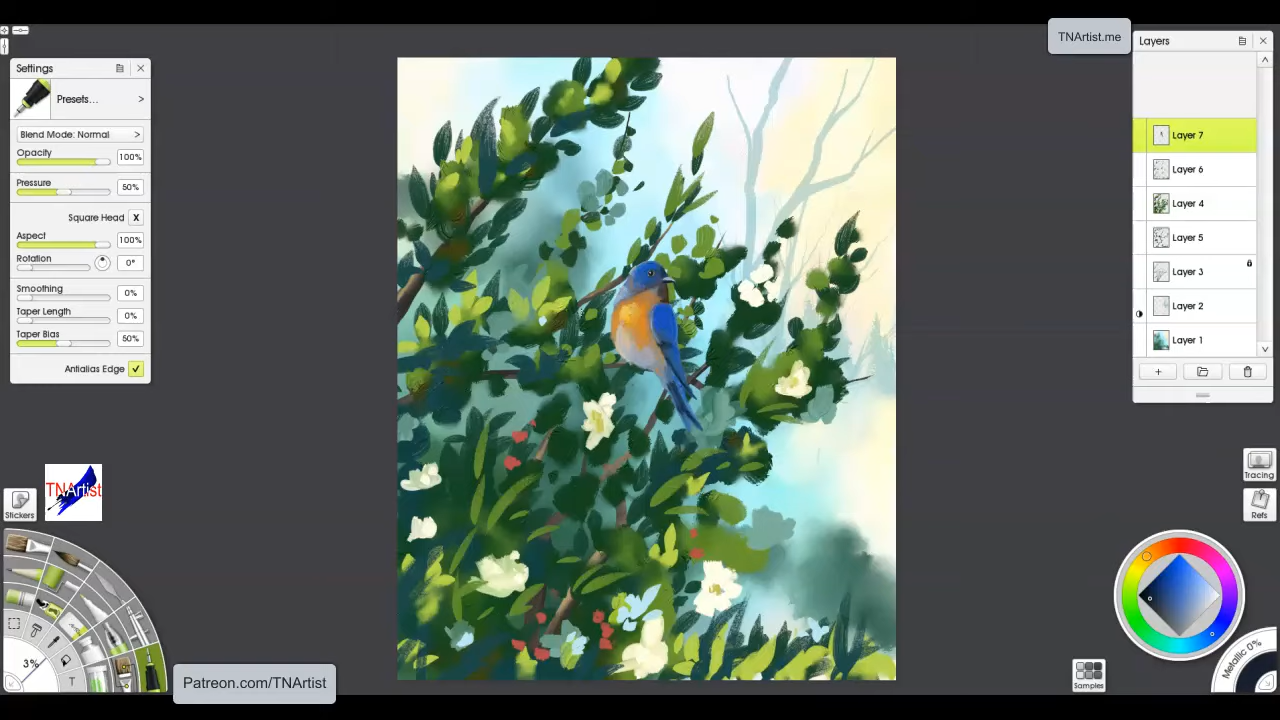 TNArtist.me
Settings
Presets...
>
Blend Mode: Normal >
Opacity
100%
Pressure
50%
Square Head X
Aspect
100%
Rotation
0°
Smoothing
0%
Taper Length
0%
Taper Bias
50%
Antialias Edge
Layers
Layer 7
Layer 6
Layer 4
Layer 5
Layer 3
Layer 2
Layer 1
Tracing
Refs
Stickers
TNArtist
3%
T
Patreon.com/TNArtist
Samples
Metallic 0%